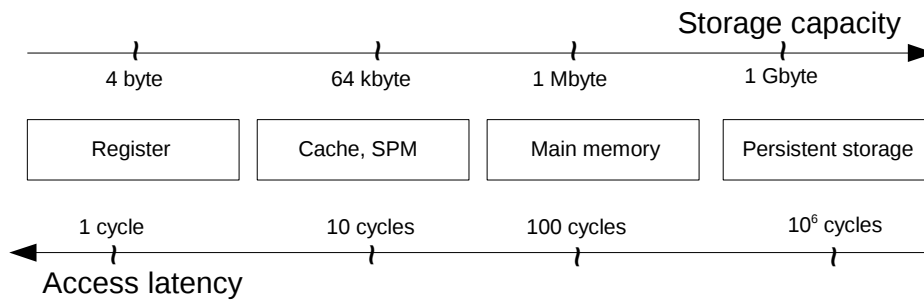 Storage capacity
4 byte 64 kbyte 1 Mbyte 1 Gbyte
Register Cache, SPM Main memory Persistent storage
1 cycle 10 cycles 100 cycles 10⁶ cycles
Access latency